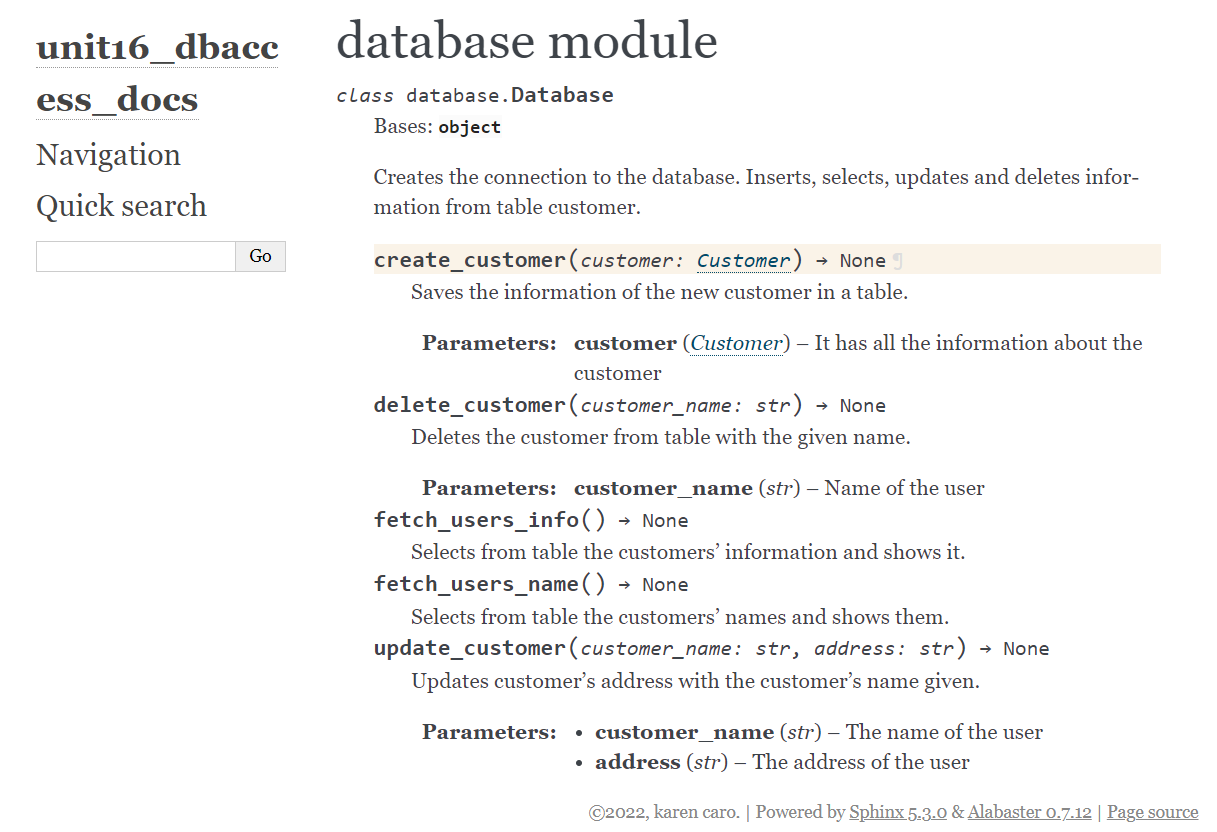 unit16_dbacc
ess_docs
Navigation
Quick search
Go
database module
class database.Database
Bases: object
Creates the connection to the database. Inserts, selects, updates and deletes infor-
mation from table customer.
create_customer(customer: Customer) → None ¶
Saves the information of the new customer in a table.
Parameters: customer (Customer) – It has all the information about the
customer
delete_customer(customer_name: str) → None
Deletes the customer from table with the given name.
Parameters: customer_name (str) – Name of the user
fetch_users_info() → None
Selects from table the customers’ information and shows it.
fetch_users_name() → None
Selects from table the customers’ names and shows them.
update_customer(customer_name: str, address: str) → None
Updates customer’s address with the customer’s name given.
Parameters: • customer_name (str) – The name of the user
• address (str) – The address of the user
©2022, karen caro. | Powered by Sphinx 5.3.0 & Alabaster 0.7.12 | Page source